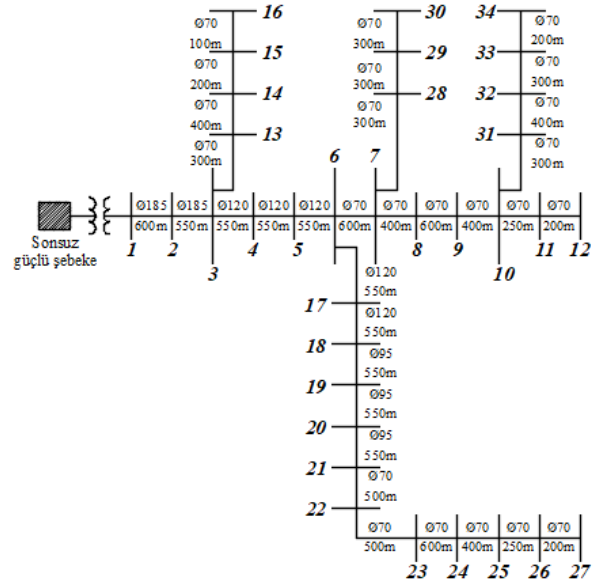 16
30
34
Ø70
100m
Ø70
300m
Ø70
200m
15
29
33
Ø70
200m
Ø70
300m
Ø70
300m
14
28
32
Ø70
400m
Ø70
300m
Ø70
400m
13
31
Ø70
300m
Ø70
300m
6
7
Ø185
Ø185
Ø120
Ø120
Ø120
Ø70
Ø70
Ø70
Ø70
Ø70
Ø70
600m
550m
550m
550m
550m
600m
400m
600m
400m
250m
200m
Sonsuz
güçlü şebeke
1
2
3
4
5
8
9
10
11
12
Ø120
550m
17
Ø120
550m
18
Ø95
550m
19
Ø95
550m
20
Ø95
550m
21
Ø70
500m
22
Ø70
Ø70
Ø70
Ø70
Ø70
500m
600m
400m
250m
200m
23
24
25
26
27